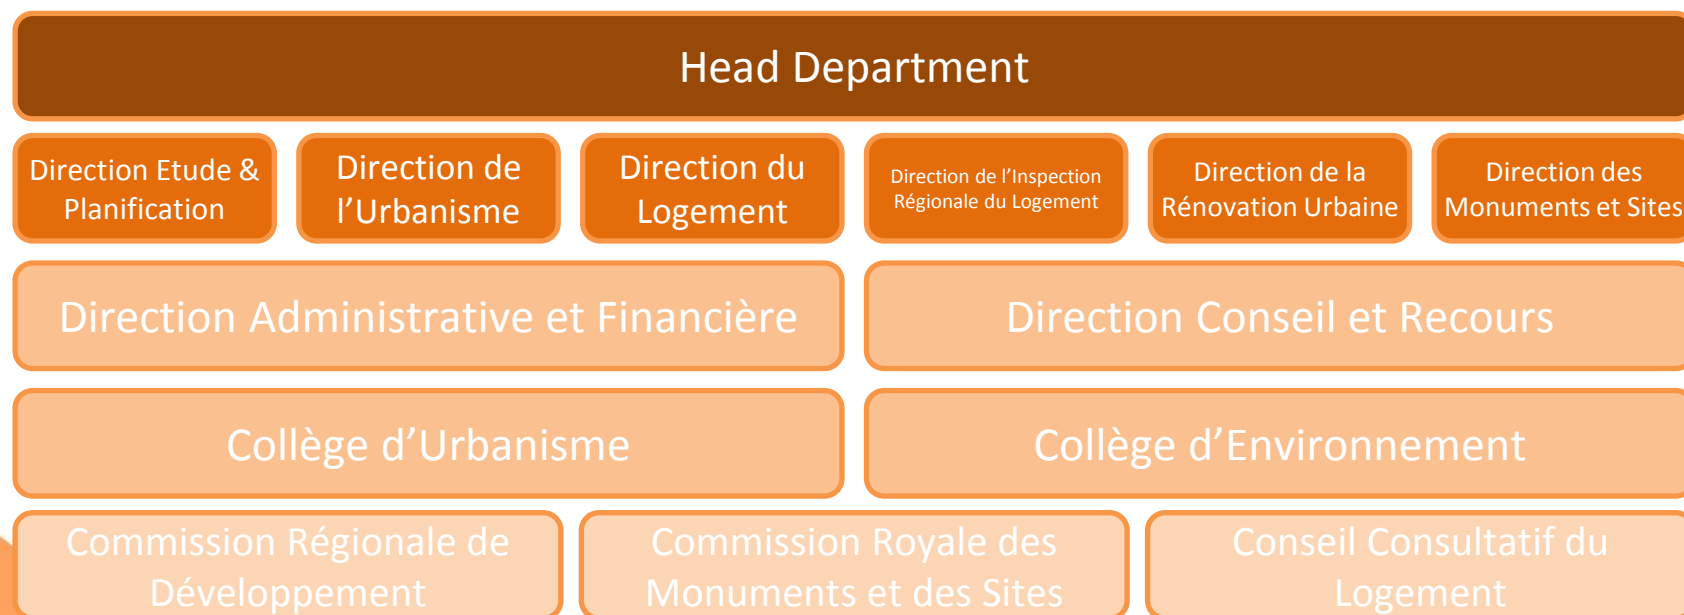 Head Department
Direction Etude &
Planification
Direction de
l’Urbanisme
Direction du
Logement
Direction de l’Inspection
Régionale du Logement
Direction de la
Rénovation Urbaine
Direction des
Monuments et Sites
Direction Administrative et Financière
Direction Conseil et Recours
Collège d’Urbanisme
Collège d’Environnement
Commission Régionale de
Développement
Commission Royale des
Monuments et des Sites
Conseil Consultatif du
Logement